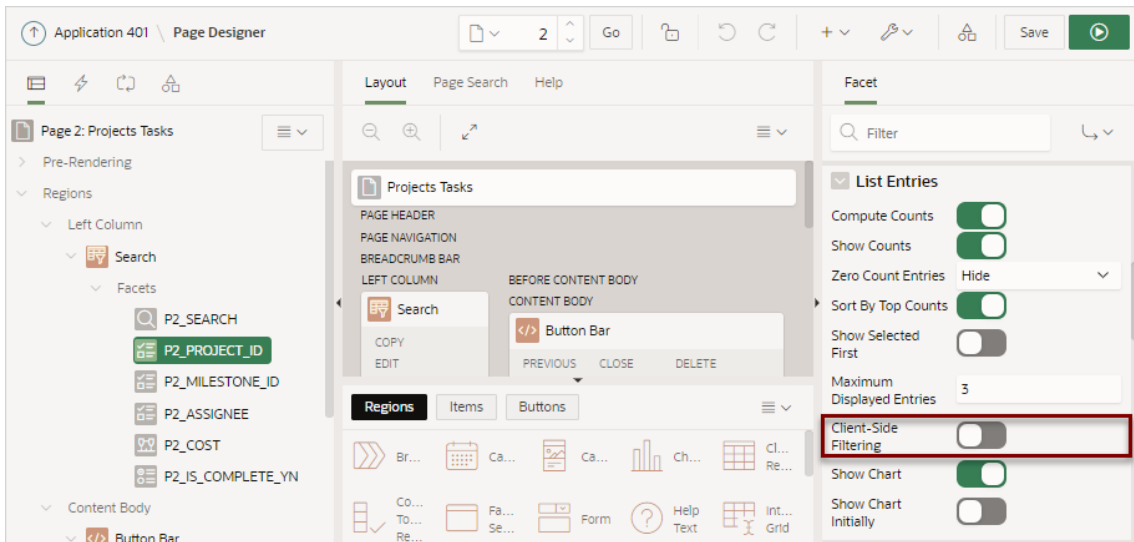 Application 401 \ Page Designer
2
Go
Save
Layout
Page Search
Help
Facet
Page 2: Projects Tasks
Filter
Pre-Rendering
Regions
Left Column
Search
Facets
P2_SEARCH
P2_PROJECT_ID
P2_MILESTONE_ID
P2_ASSIGNEE
P2_COST
P2_IS_COMPLETE_YN
Content Body
Button Bar
Projects Tasks
PAGE HEADER
PAGE NAVIGATION
BREADCRUMB BAR
LEFT COLUMN
Search
COPY
EDIT
BEFORE CONTENT BODY
CONTENT BODY
Button Bar
PREVIOUS
CLOSE
DELETE
Regions
Items
Buttons
Br...
Ca...
Ca...
Ch...
Cl...
Re...
Co...
To...
Re...
Fa...
Se...
Form
Help
Text
Int...
Grid
List Entries
Compute Counts
Show Counts
Zero Count Entries
Hide
Sort By Top Counts
Show Selected
First
Maximum
Displayed Entries
3
Client-Side
Filtering
Show Chart
Show Chart
Initially